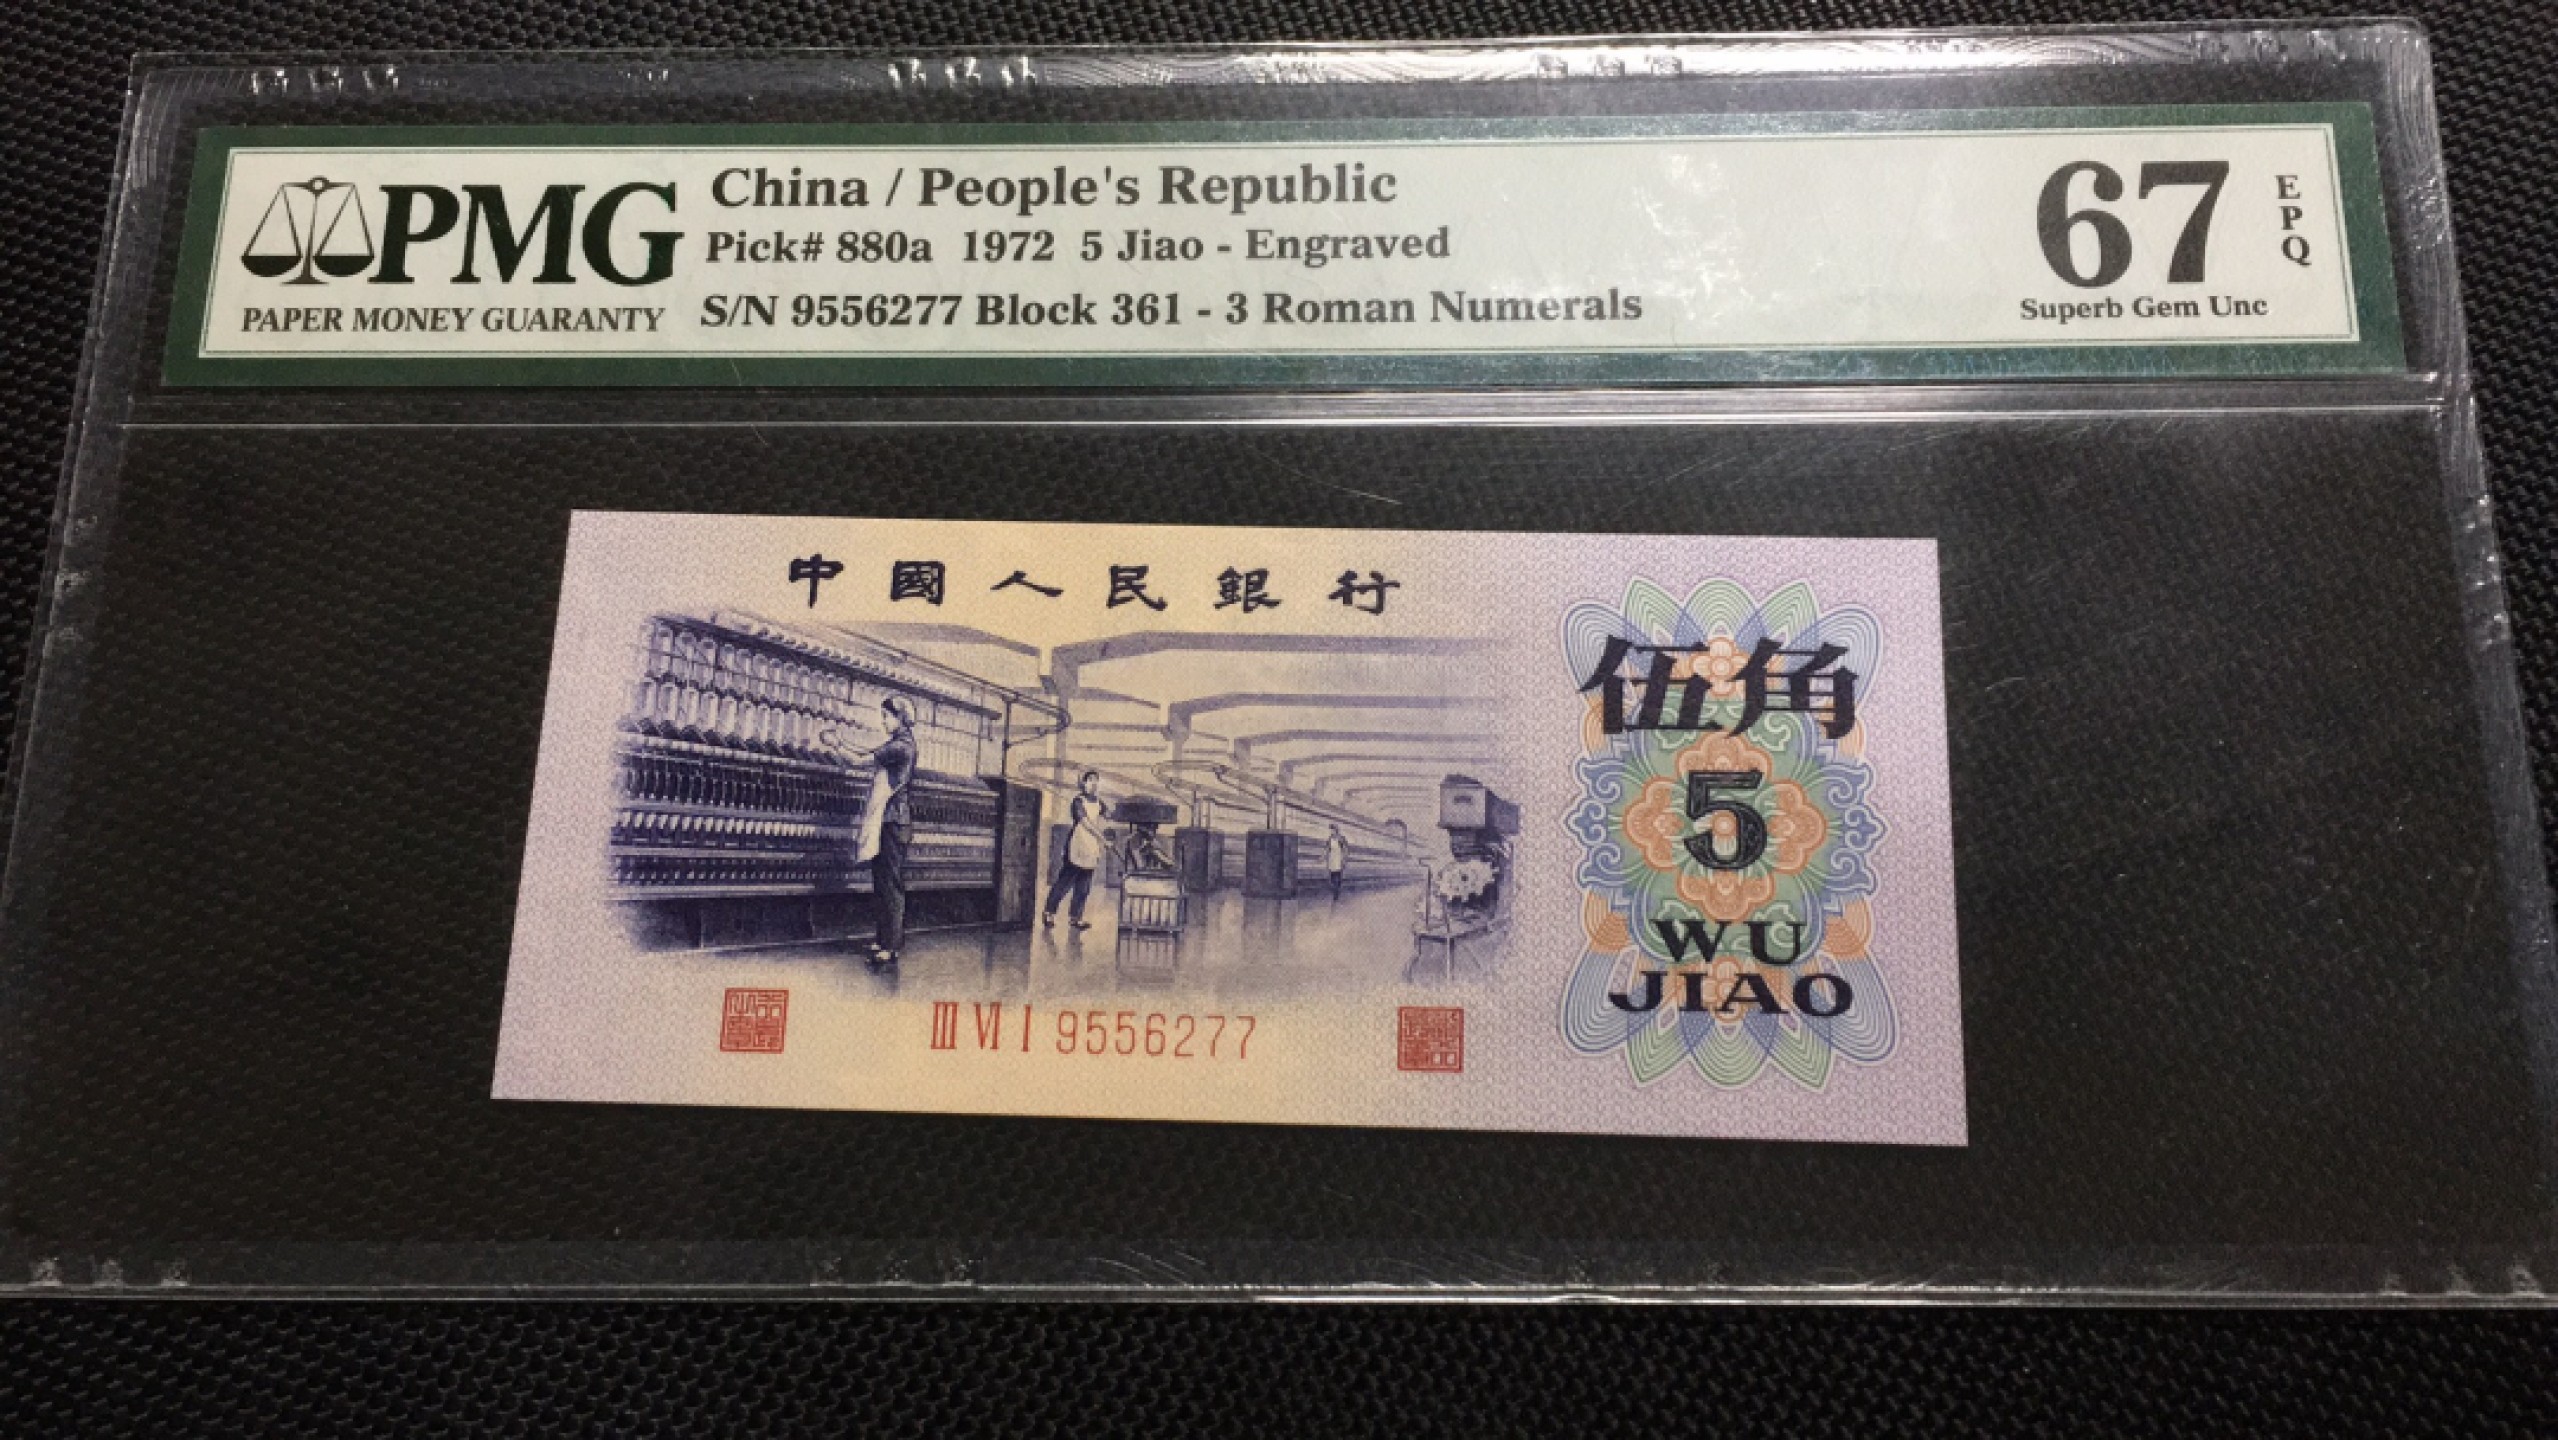 PMG
PAPER MONEY GUARANTY
China / People's Republic
Pick# 880a 1972 5 Jiao - Engraved
S/N 9556277 Block 361 - 3 Roman Numerals
67
EPQ
Superb Gem Unc
中國人民銀行
伍角
5
WU
JIAO
III VI I 9556277